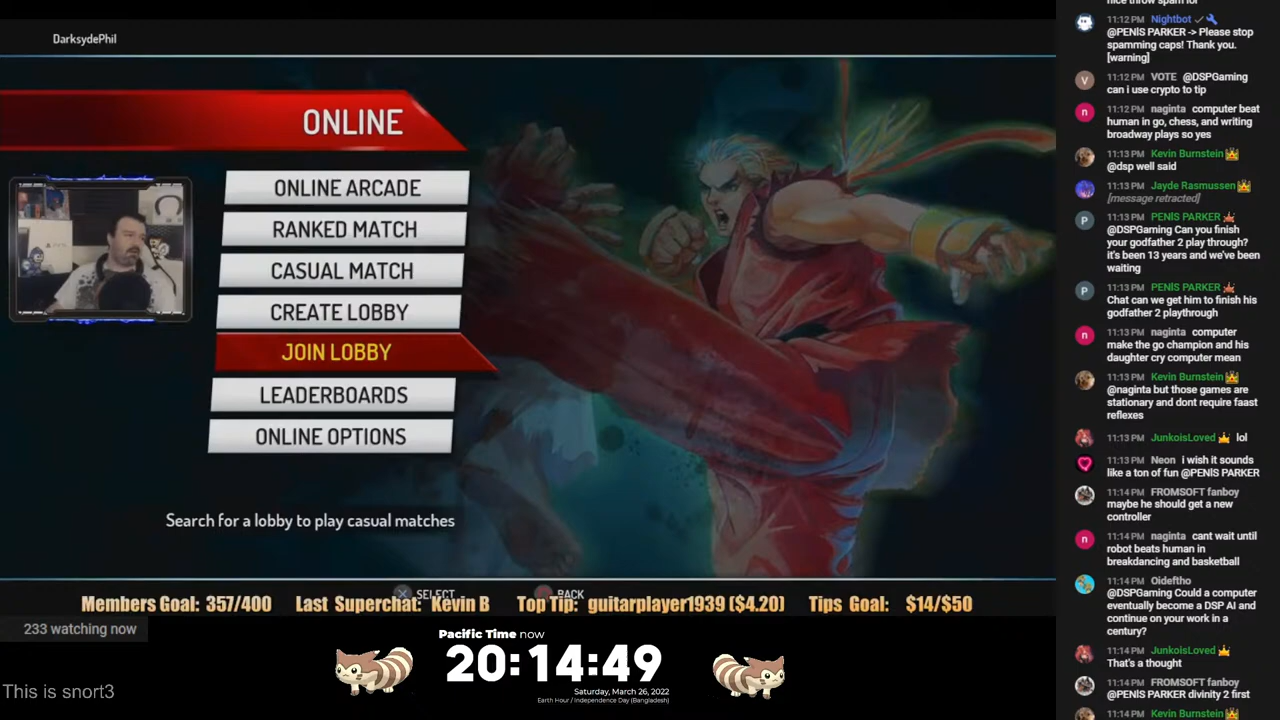 DarksydePhil
ONLINE
ONLINE ARCADE
RANKED MATCH
CASUAL MATCH
CREATE LOBBY
JOIN LOBBY
LEADERBOARDS
ONLINE OPTIONS
Search for a lobby to play casual matches
SELECT
BACK
Members Goal: 357/400 Last Superchat: Kevin B Top Tip: guitarplayer1939 ($4.20) Tips Goal: $14/$50
233 watching now
Pacific Time now
20:14:49
Saturday, March 26, 2022
Earth Hour / Independence Day (Bangladesh)
This is snort3
nice throw spam lol
11:12 PM Nightbot
@PENIS PARKER -> Please stop
spamming caps! Thank you.
[warning]
11:12 PM VOTE @DSPGaming
can i use crypto to tip
11:12 PM naginta computer beat
human in go, chess, and writing
broadway plays so yes
11:13 PM Kevin Burnstein
@dsp well said
11:13 PM Jayde Rasmussen
[message retracted]
11:13 PM PENIS PARKER
@DSPGaming Can you finish
your godfather 2 play through?
it's been 13 years and we've been
waiting
11:13 PM PENIS PARKER
Chat can we get him to finish his
godfather 2 playthrough
11:13 PM naginta computer
make the go champion and his
daughter cry computer mean
11:13 PM Kevin Burnstein
@naginta but those games are
stationary and dont require faast
reflexes
11:13 PM JunkoisLoved lol
11:13 PM Neon i wish it sounds
like a ton of fun @PENIS PARKER
11:14 PM FROMSOFT fanboy
maybe he should get a new
controller
11:14 PM naginta cant wait until
robot beats human in
breakdancing and basketball
11:14 PM Oideftho
@DSPGaming Could a computer
eventually become a DSP AI and
continue on your work in a
century?
11:14 PM JunkoisLoved
That's a thought
11:14 PM FROMSOFT fanboy
@PENIS PARKER divinity 2 first
11:14 PM Kevin Burnstein